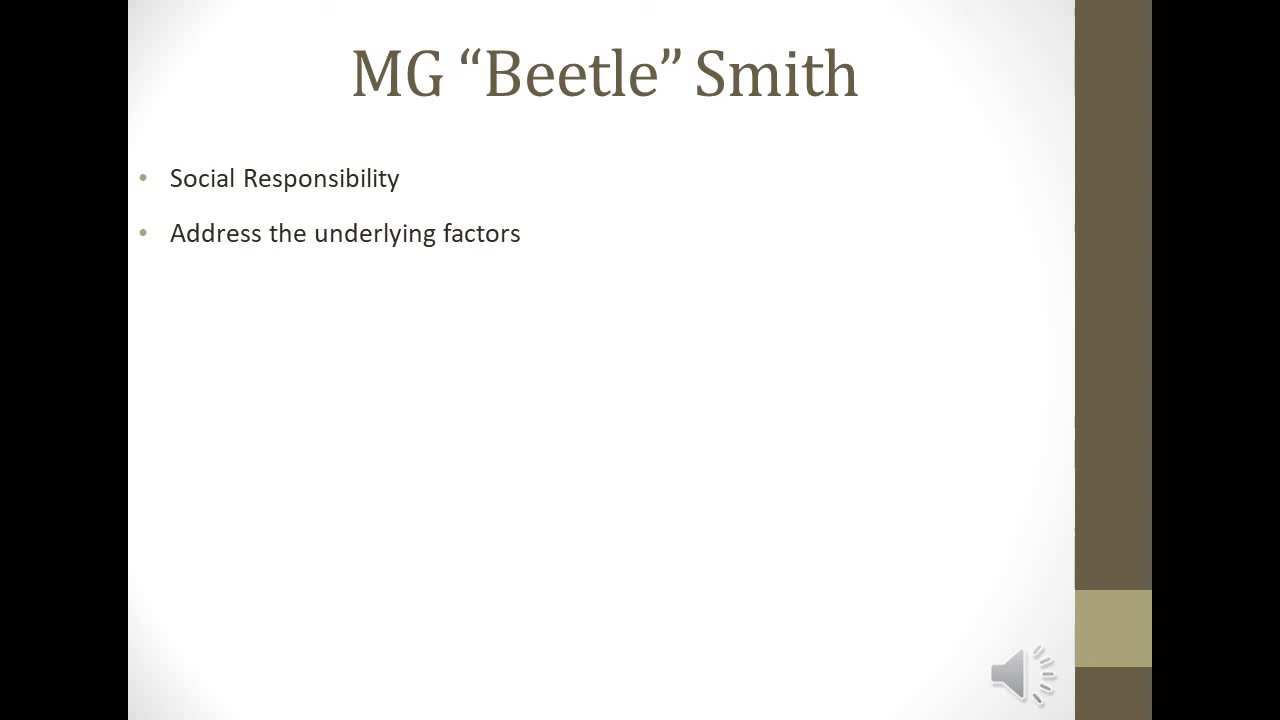 MG “Beetle” Smith
• Social Responsibility
• Address the underlying factors